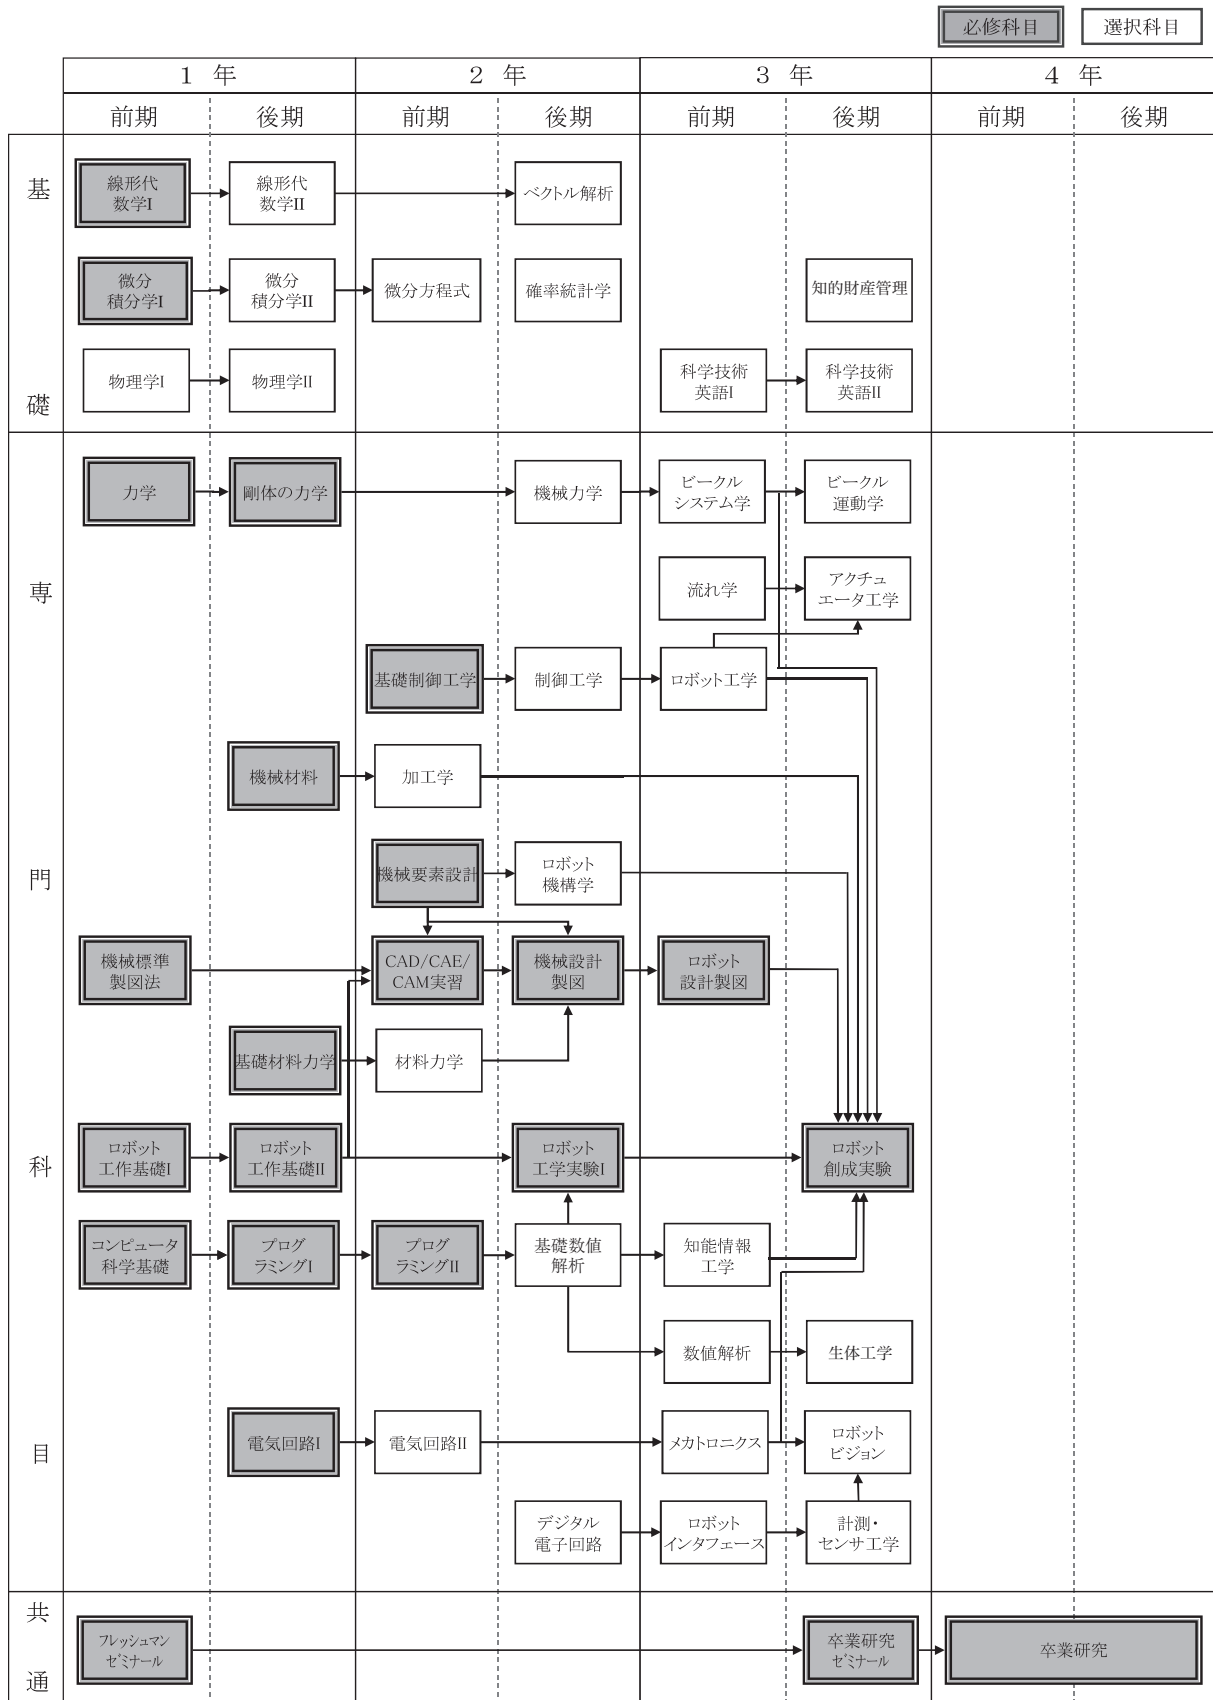 必修科目
選択科目
1 年
2 年
3 年
4 年
前期
後期
前期
後期
前期
後期
前期
後期
基
礎
線形代
数学I
線形代
数学II
ベクトル解析
微分
積分学I
微分
積分学II
微分方程式
確率統計学
知的財産管理
物理学I
物理学II
科学技術
英語I
科学技術
英語II
専
門
科
目
力学
剛体の力学
機械力学
ビークル
システム学
ビークル
運動学
流れ学
アクチュ
エータ工学
基礎制御工学
制御工学
ロボット工学
機械材料
加工学
機械要素設計
ロボット
機構学
機械標準
製図法
CAD/CAE/
CAM実習
機械設計
製図
ロボット
設計製図
基礎材料力学
材料力学
ロボット
工作基礎I
ロボット
工作基礎II
ロボット
工学実験I
ロボット
創成実験
コンピュータ
科学基礎
プログ
ラミングI
プログ
ラミングII
基礎数値
解析
知能情報
工学
数値解析
生体工学
電気回路I
電気回路II
メカトロニクス
ロボット
ビジョン
デジタル
電子回路
ロボット
インタフェース
計測・
センサ工学
共
通
フレッシュマン
ゼミナール
卒業研究
ゼミナール
卒業研究